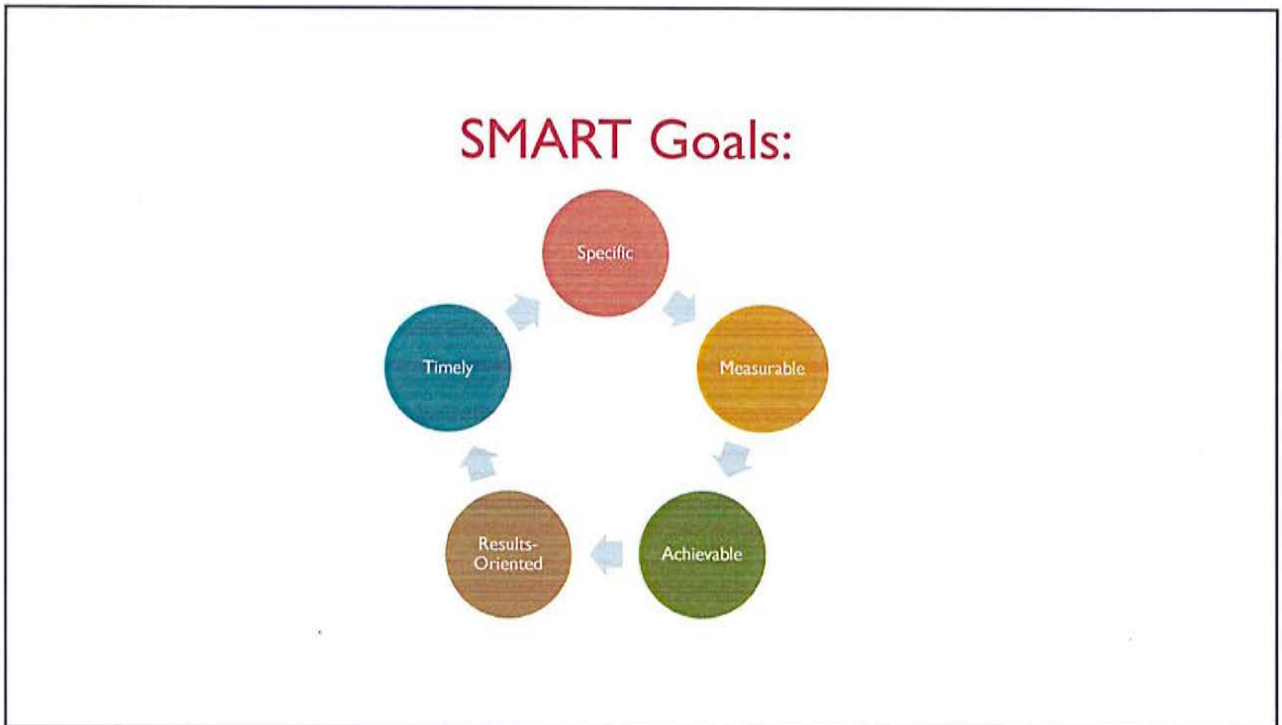 SMART Goals:
Specific
Measurable
Achievable
Results-
Oriented
Timely